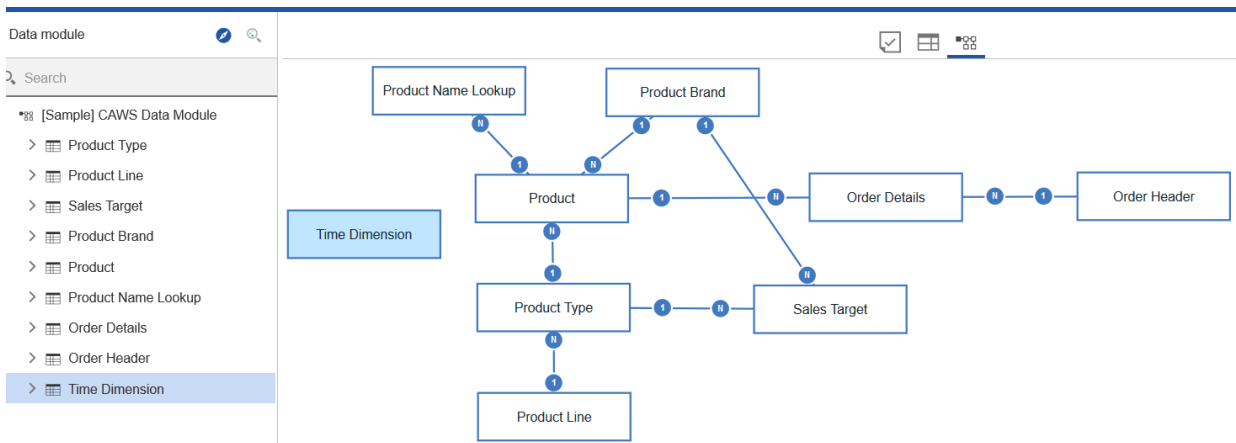 Data module
Search
[Sample] CAWS Data Module
Product Type
Product Line
Sales Target
Product Brand
Product
Product Name Lookup
Order Details
Order Header
Time Dimension
Product Name Lookup
Product Brand
N
1
1
1
N
Product
1
N
Order Details
N
1
Order Header
Time Dimension
N
1
N
Product Type
1
N
Sales Target
N
1
Product Line